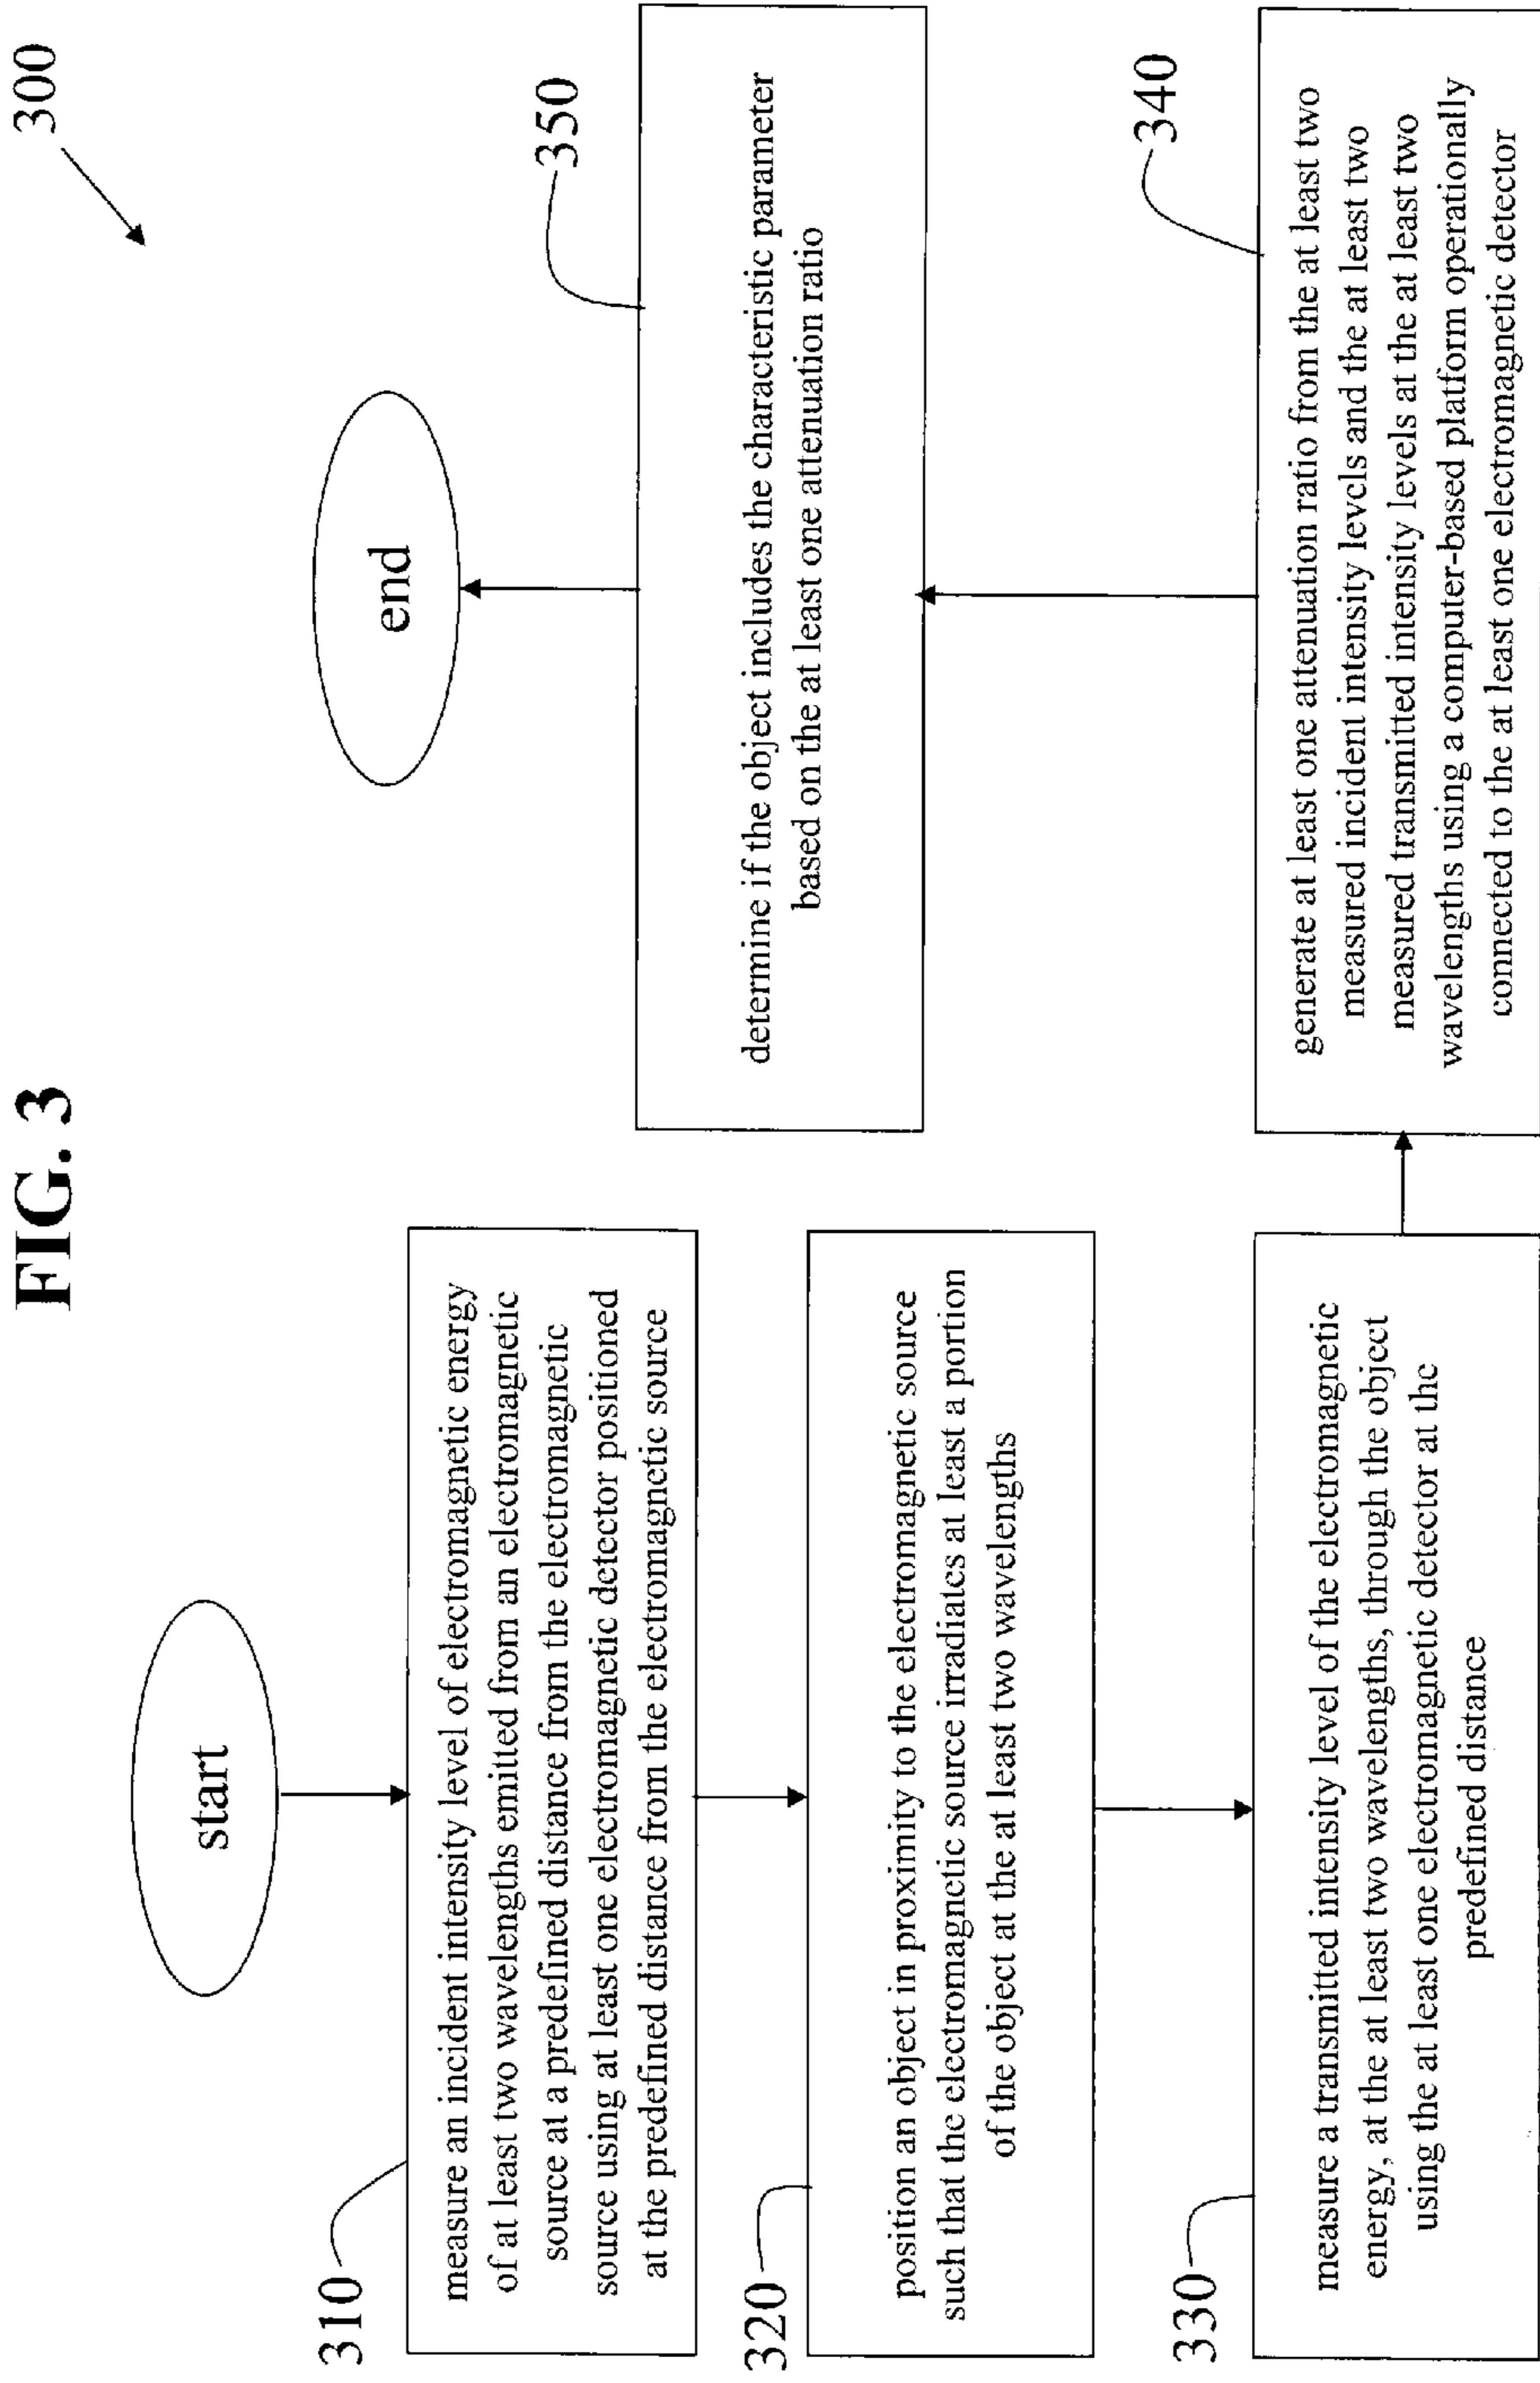 FIG. 3
300
start
310
measure an incident intensity level of electromagnetic energy
of at least two wavelengths emitted from an electromagnetic
source at a predefined distance from the electromagnetic
source using at least one electromagnetic detector positioned
at the predefined distance from the electromagnetic source
320
position an object in proximity to the electromagnetic source
such that the electromagnetic source irradiates at least a portion
of the object at the at least two wavelengths
330
measure a transmitted intensity level of the electromagnetic
energy, at the at least two wavelengths, through the object
using the at least one electromagnetic detector at the
predefined distance
340
generate at least one attenuation ratio from the at least two
measured incident intensity levels and the at least two
measured transmitted intensity levels at the at least two
wavelengths using a computer-based platform operationally
connected to the at least one electromagnetic detector
350
determine if the object includes the characteristic parameter
based on the at least one attenuation ratio
end